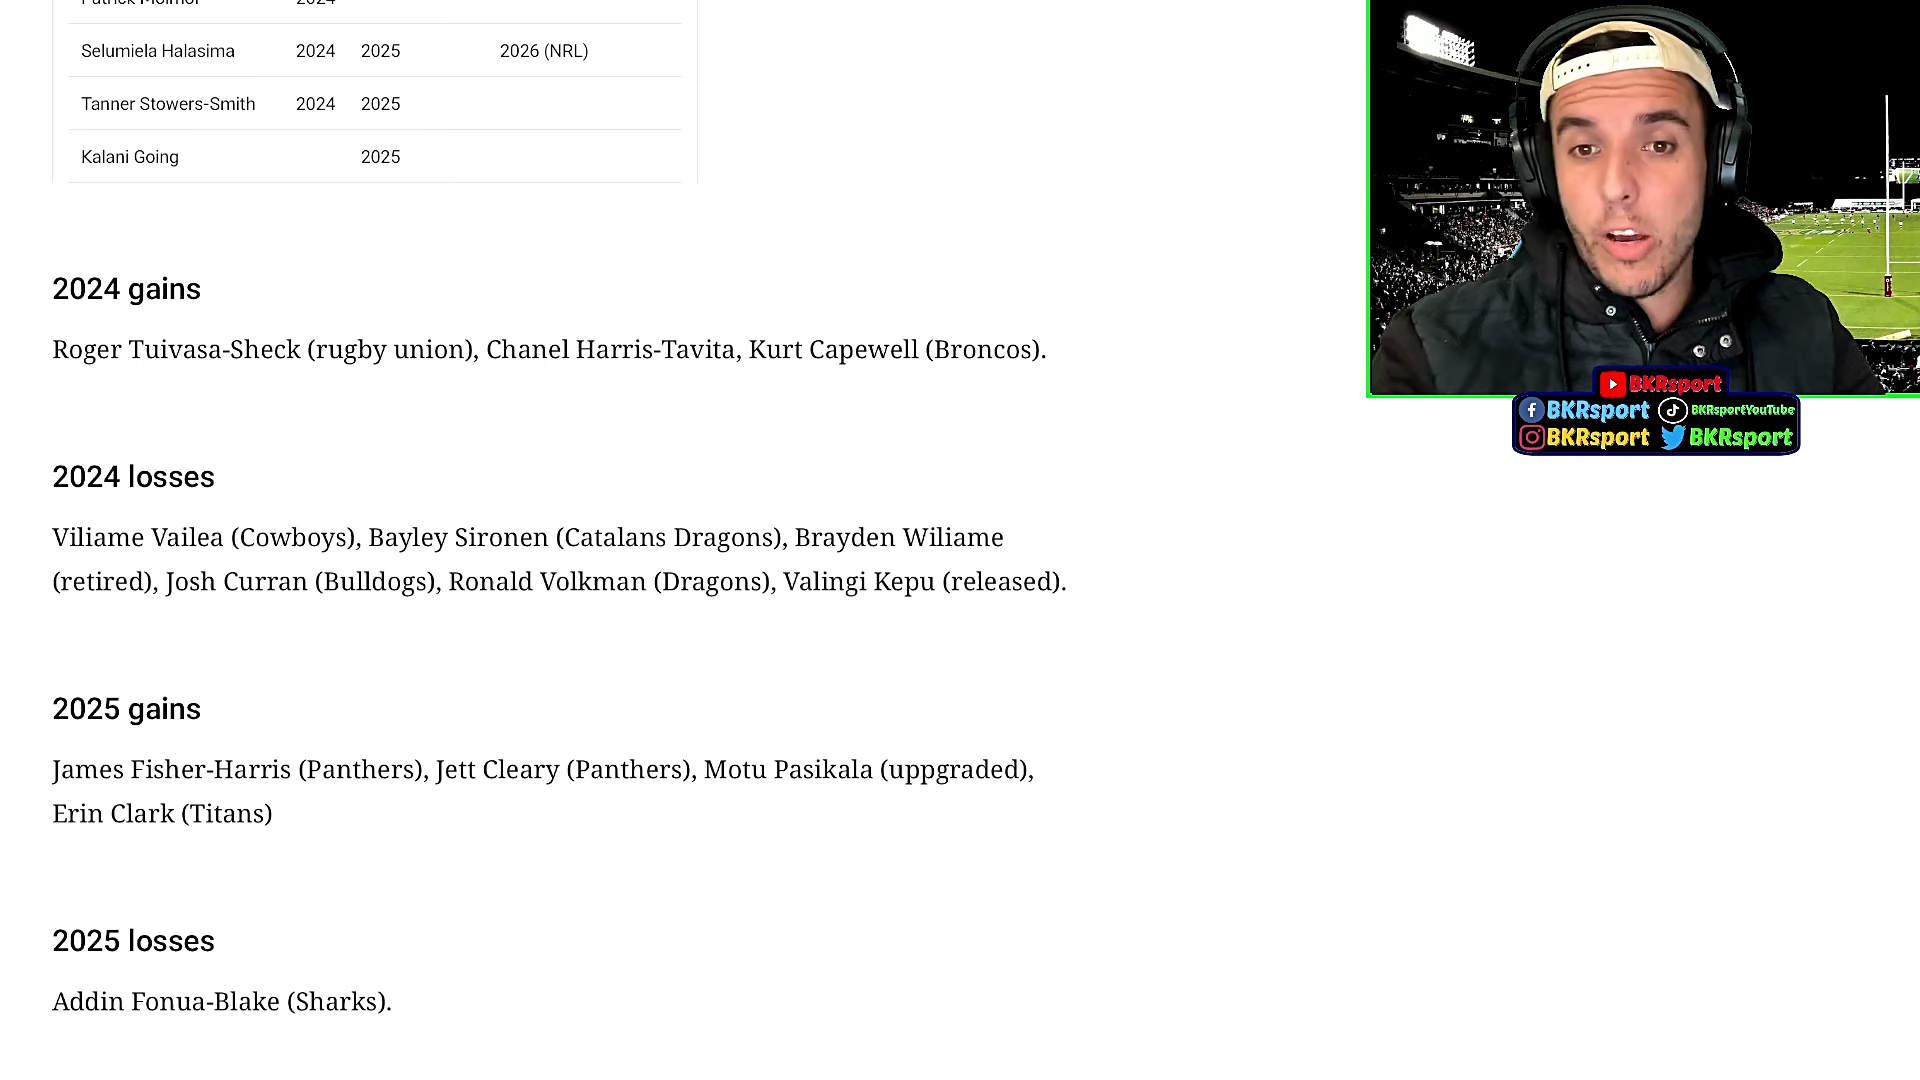 Patrick Moimoi 2024
Selumiela Halasima 2024 2025 2026 (NRL)
Tanner Stowers-Smith 2024 2025
Kalani Going 2025
2024 gains
Roger Tuivasa-Sheck (rugby union), Chanel Harris-Tavita, Kurt Capewell (Broncos).
2024 losses
Viliame Vailea (Cowboys), Bayley Sironen (Catalans Dragons), Brayden Wiliame
(retired), Josh Curran (Bulldogs), Ronald Volkman (Dragons), Valingi Kepu (released).
2025 gains
James Fisher-Harris (Panthers), Jett Cleary (Panthers), Motu Pasikala (uppgraded),
Erin Clark (Titans)
2025 losses
Addin Fonua-Blake (Sharks).
BKRsport
BKRsport BKRsportYouTube
BKRsport BKRsport